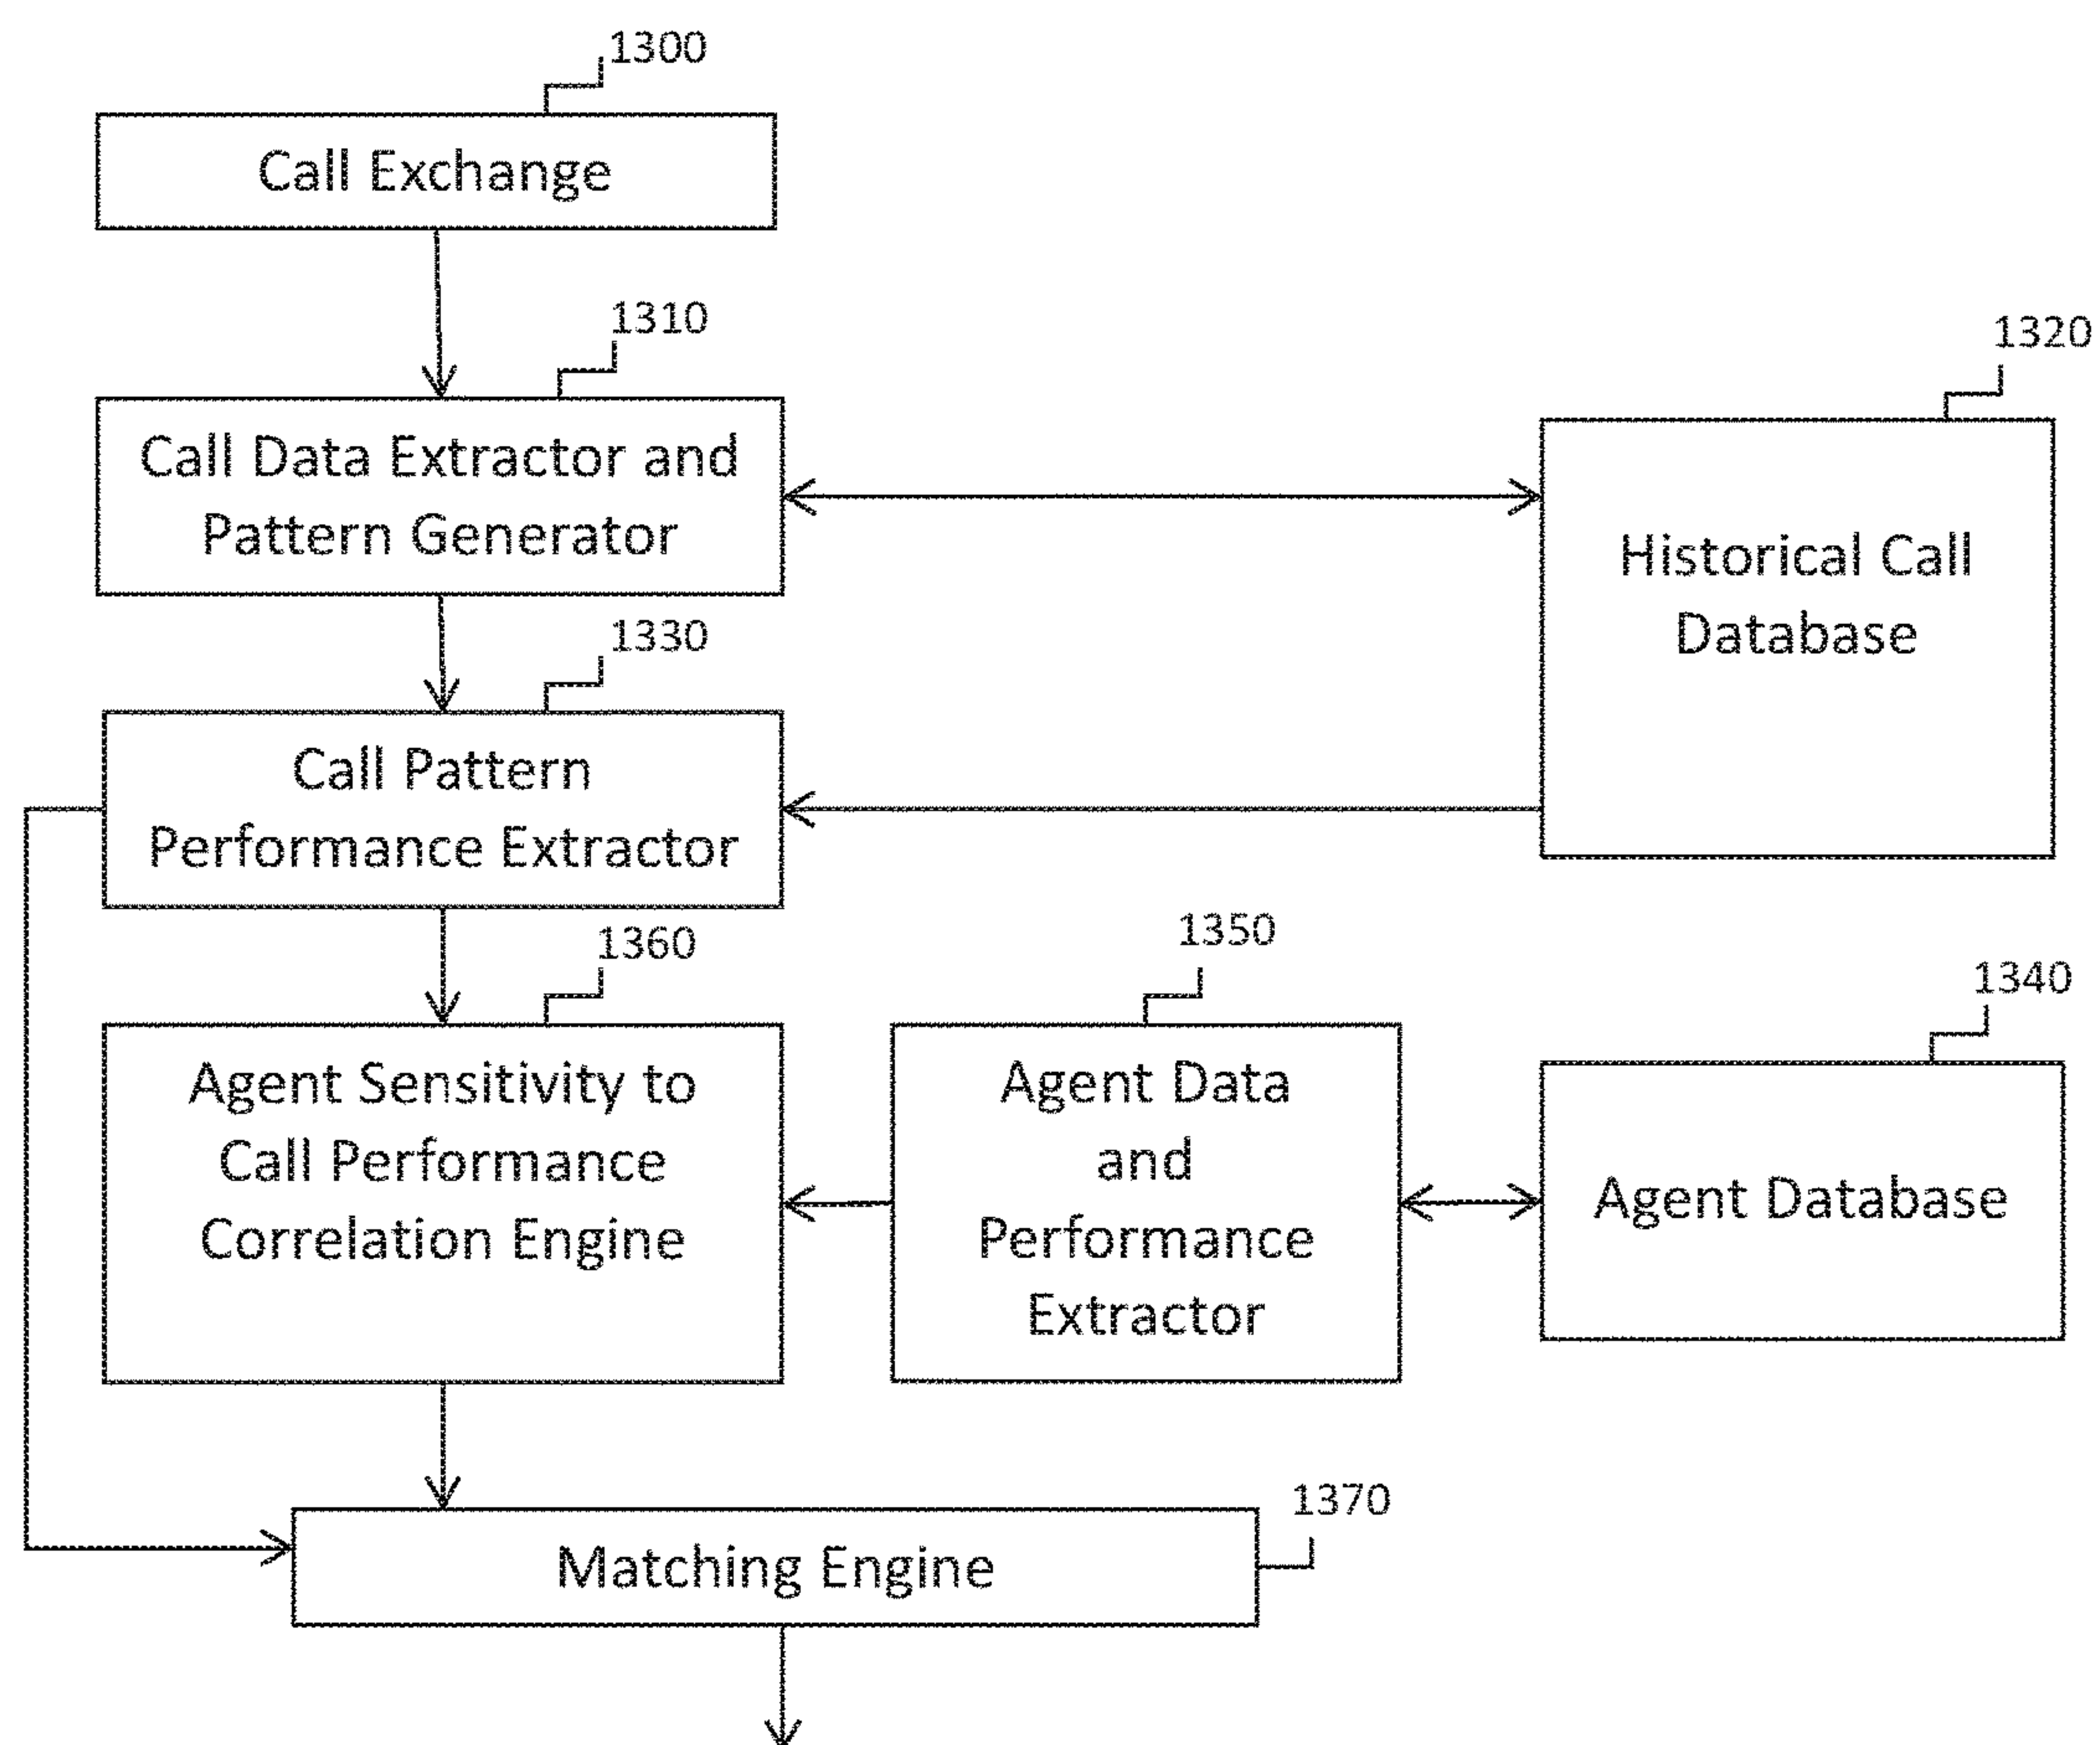 1300
Call Exchange
1310
1320
Call Data Extractor and
Pattern Generator
Historical Call
Database
1330
Call Pattern
Performance Extractor
1360
1350
1340
Agent Sensitivity to
Call Performance
Correlation Engine
Agent Data
and
Performance
Extractor
Agent Database
1370
Matching Engine